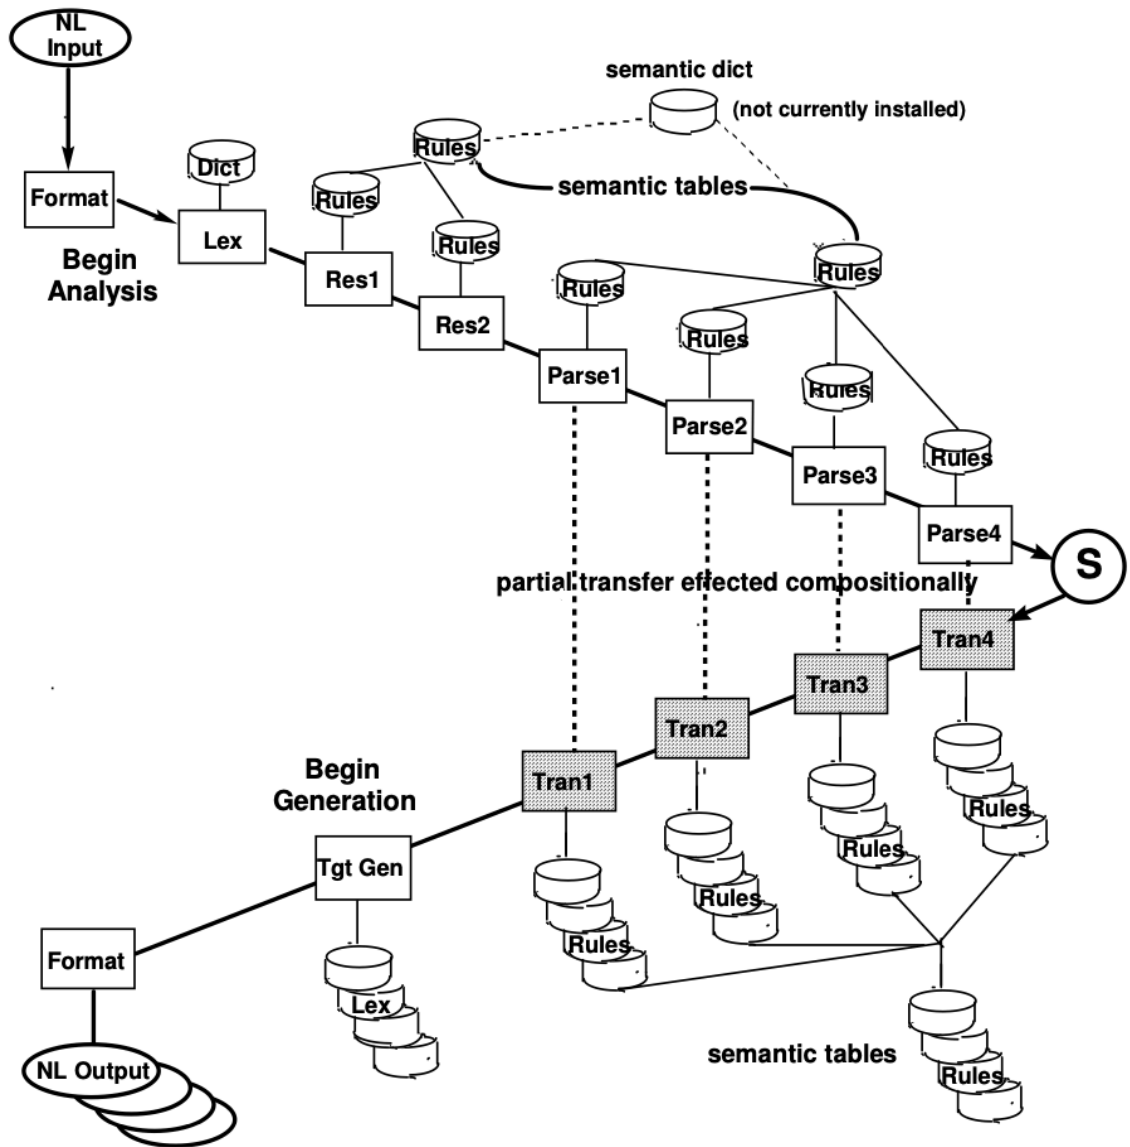 NL
Input
semantic dict
(not currently installed)
Rules
Dict
Format
Rules
semantic tables
Lex
Rules
Begin
Analysis
Res1
Rules
Rules
Res2
Rules
Parse1
Rules
Parse2
Rules
Parse3
Parse4
S
partial transfer effected compositionally
Tran4
Tran3
Tran2
Begin
Generation
Tran1
Rules
Rules
Tgt Gen
Rules
Rules
Format
Lex
semantic tables
NL Output
Rules